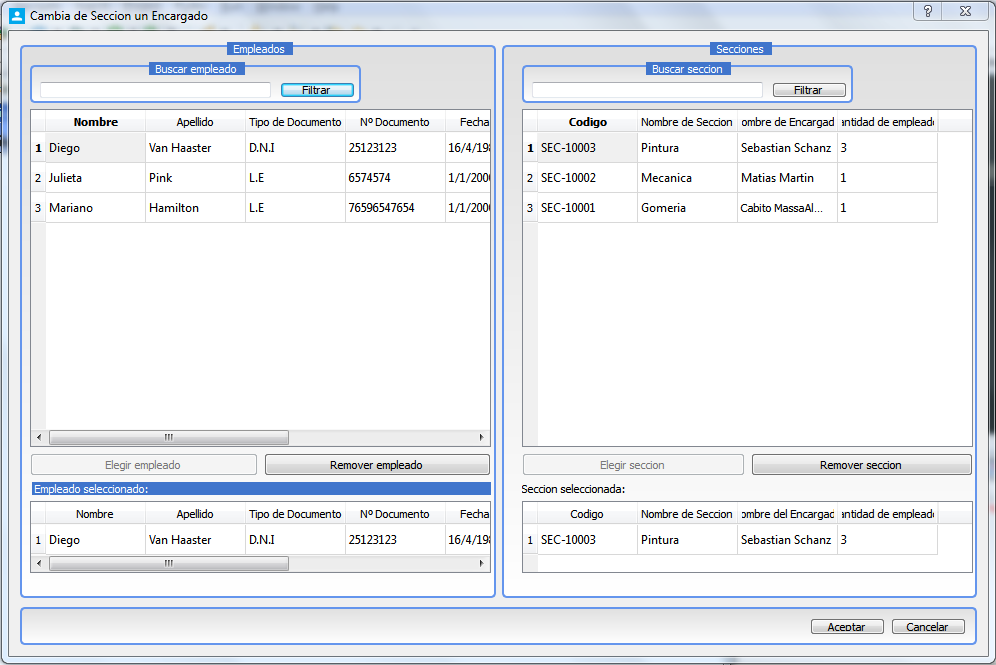 Cambia de Seccion un Encargado
Empleados
Buscar empleado
Filtrar
Nombre Apellido Tipo de Documento Nº Documento Fecha
1 Diego Van Haaster D.N.I 25123123 16/4/198
2 Julieta Pink L.E 6574574 1/1/2000
3 Mariano Hamilton L.E 76596547654 1/1/2000
Elegir empleado Remover empleado
Empleado seleccionado:
Nombre Apellido Tipo de Documento Nº Documento Fecha
1 Diego Van Haaster D.N.I 25123123 16/4/198
Secciones
Buscar seccion
Filtrar
Codigo Nombre de Seccion ombre de Encargad antidad de empleado
1 SEC-10003 Pintura Sebastian Schanz 3
2 SEC-10002 Mecanica Matias Martin 1
3 SEC-10001 Gomeria Cabito MassaAl... 1
Elegir seccion Remover seccion
Seccion seleccionada:
Codigo Nombre de Seccion ombre del Encargad antidad de empleado
1 SEC-10003 Pintura Sebastian Schanz 3
Aceptar Cancelar